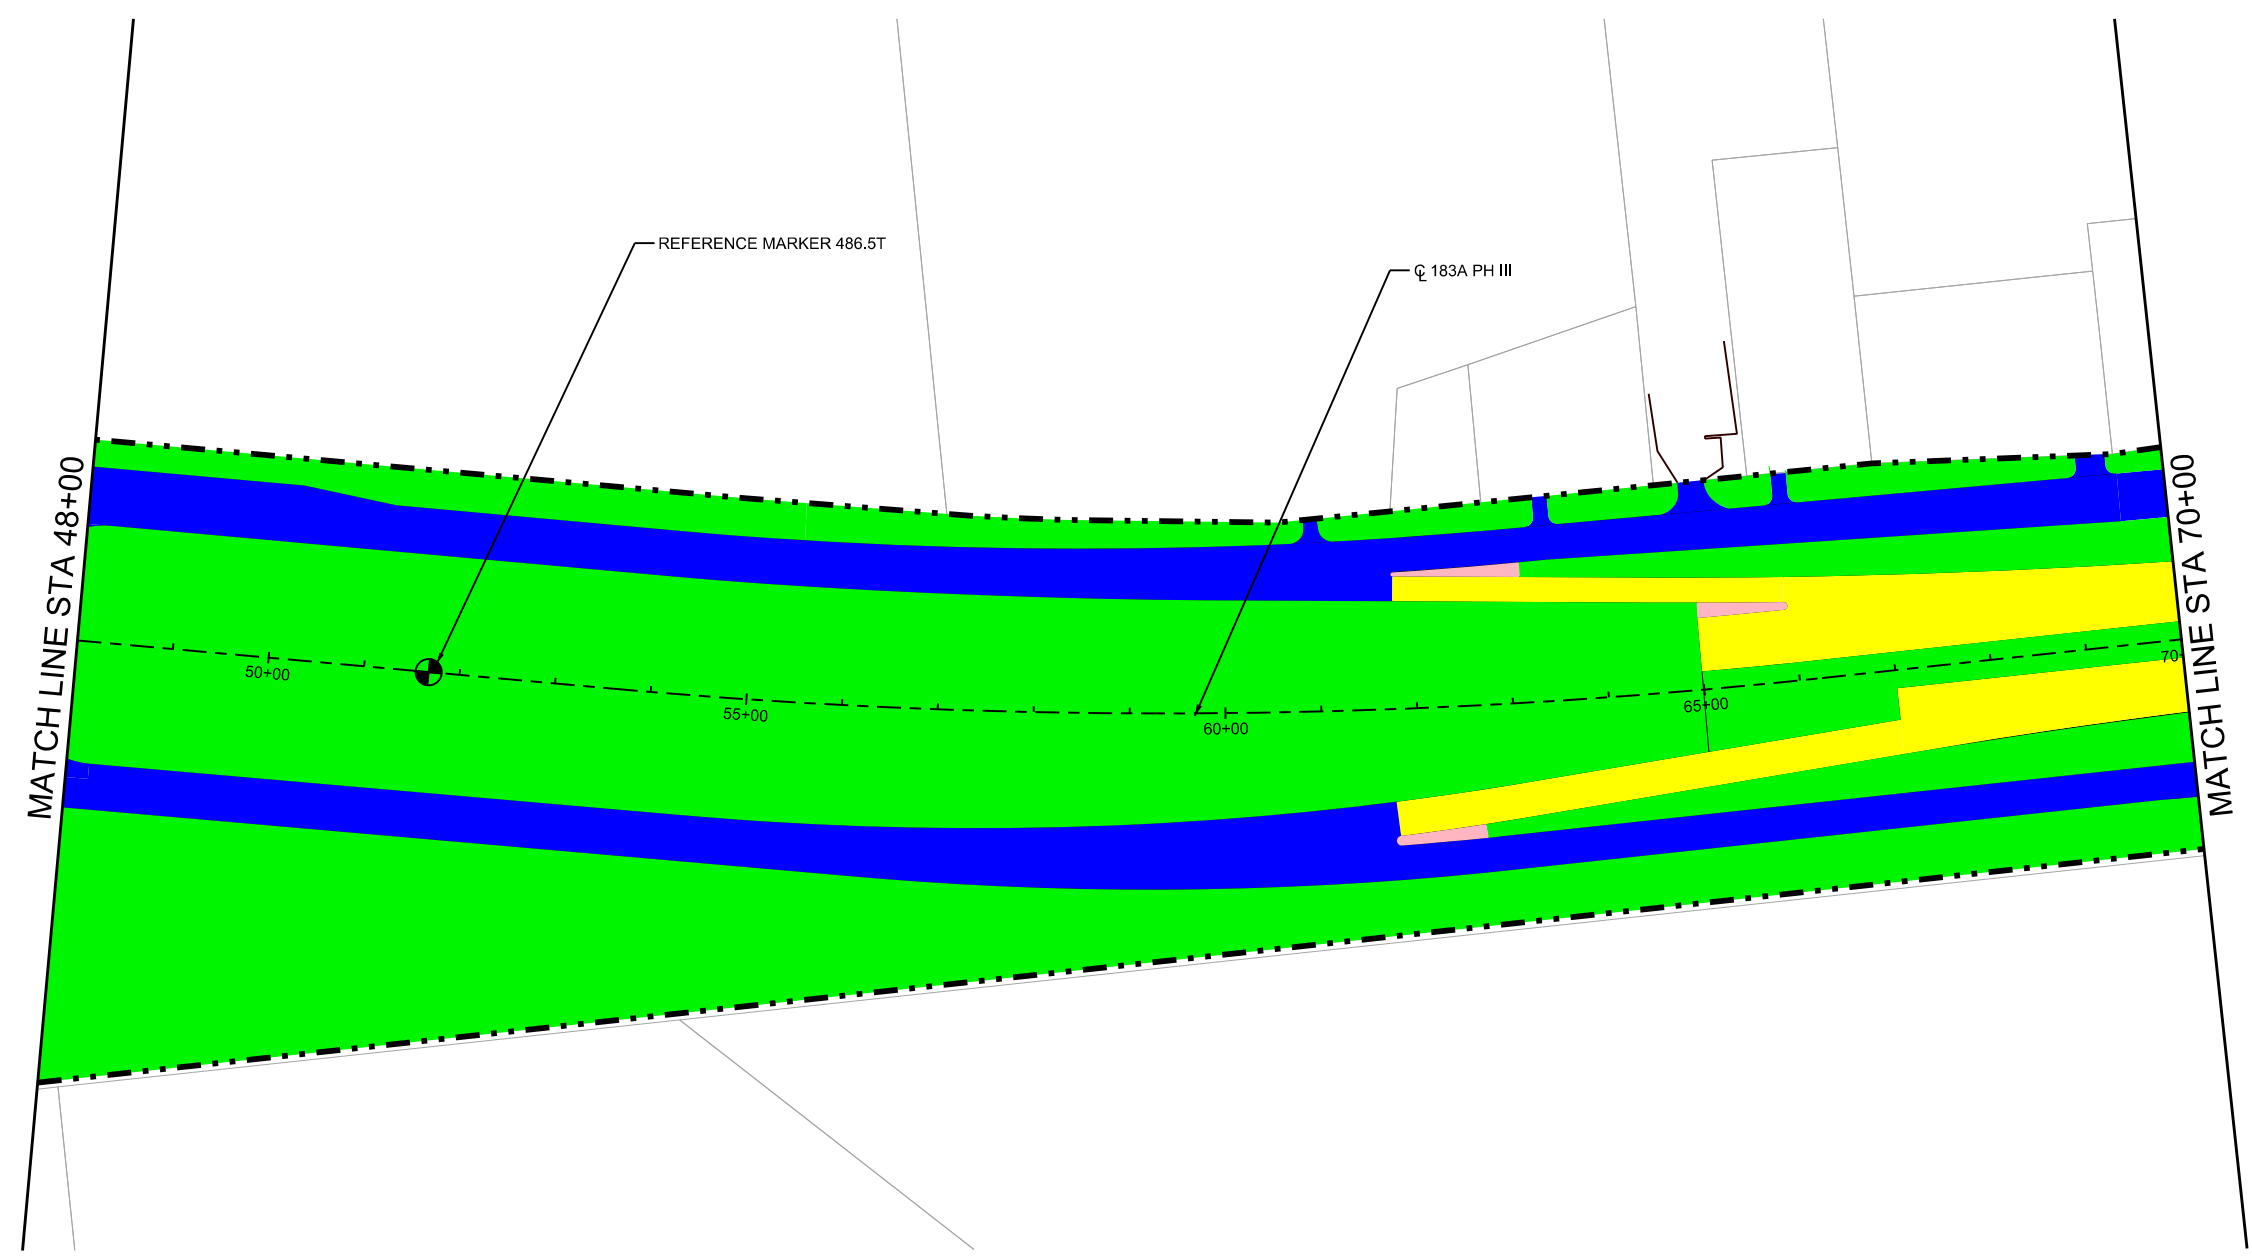 REFERENCE MARKER 486.5T
℄ 183A PH III
MATCH LINE STA 48+00
MATCH LINE STA 70+00
50+00
55+00
60+00
65+00
70+